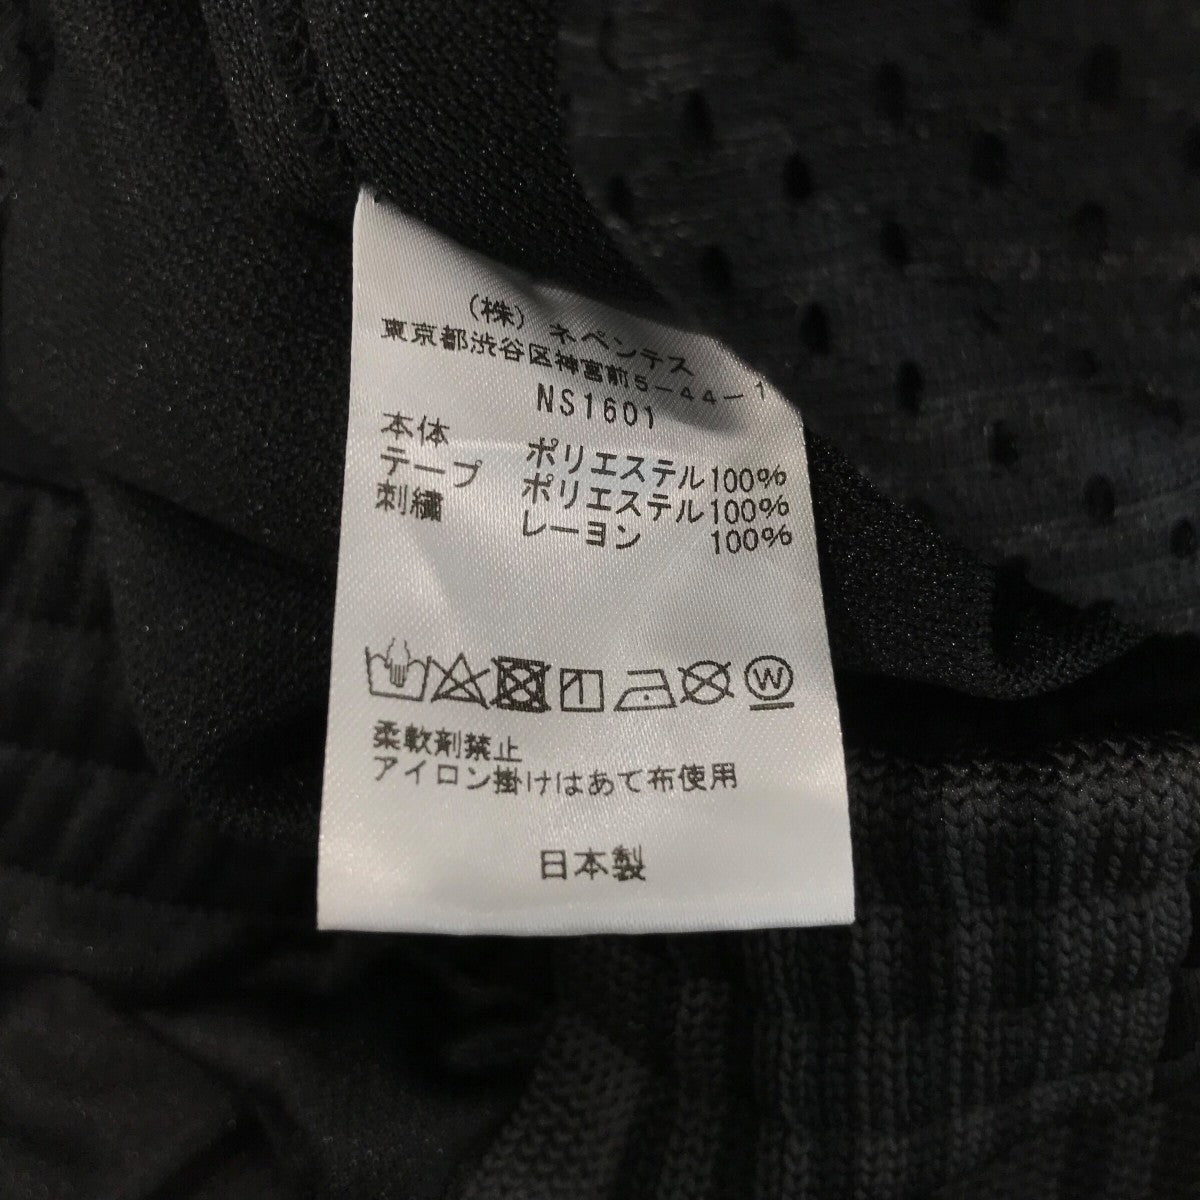 （株）ネペンテス
東京都渋谷区神宮前5-44-1
NS1601
本体 ポリエステル100%
テープ ポリエステル100%
刺繍 レーヨン 100%
W
柔軟剤禁止
アイロン掛けはあて布使用
日本製